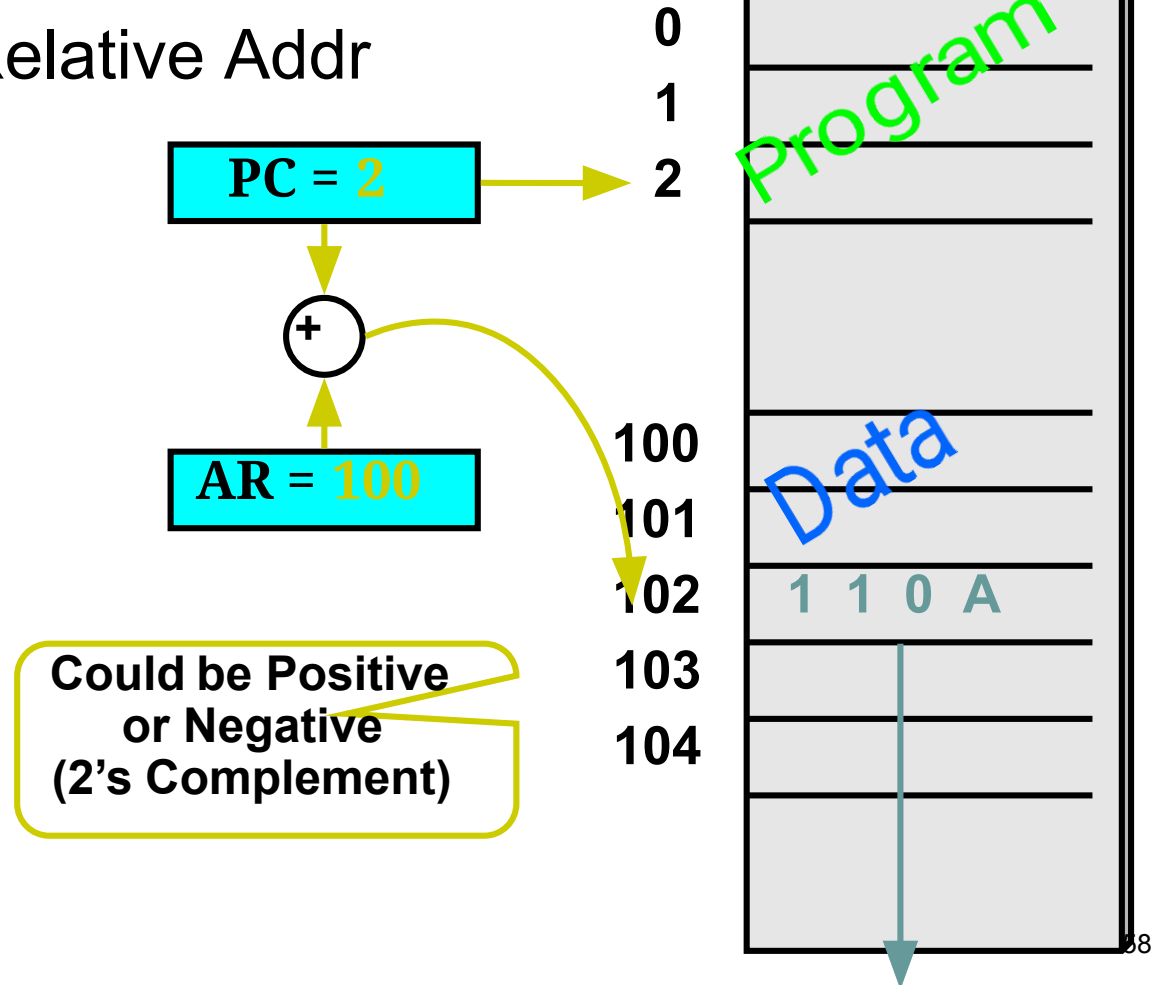 elative Addr
PC = 2
+
AR = 100
Could be Positive
or Negative
(2's Complement)
0
1
2
100
101
102
103
104
Program
Data
1 1 0 A